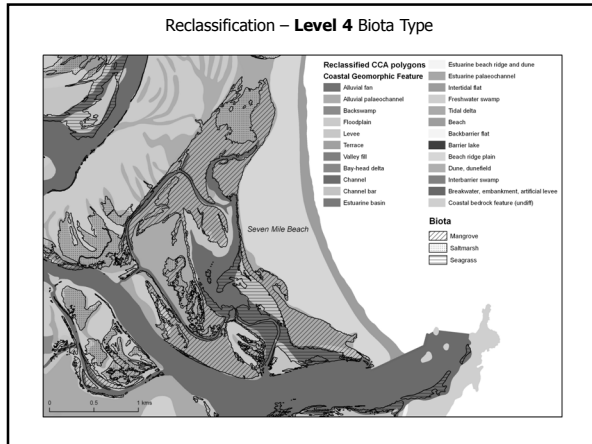 Reclassification – Level 4 Biota Type
Reclassified CCA polygons
Coastal Geomorphic Feature
Alluvial fan
Alluvial palaeochannel
Backswamp
Floodplain
Levee
Terrace
Valley fill
Bay-head delta
Channel
Channel bar
Estuarine basin
Estuarine beach ridge and dune
Estuarine palaeochannel
Intertidal flat
Freshwater swamp
Tidal delta
Beach
Backbarrier flat
Barrier lake
Beach ridge plain
Dune, dunefield
Interbarrier swamp
Breakwater, embankment, artificial levee
Coastal bedrock feature (undiff)
Biota
Mangrove
Saltmarsh
Seagrass
Seven Mile Beach
0 0.5 1 kms